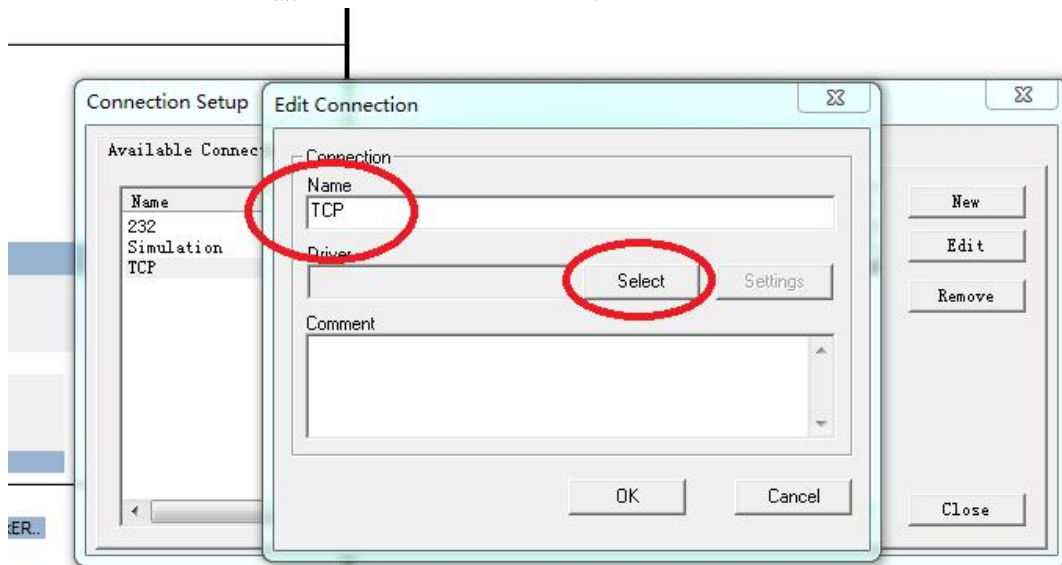 Connection Setup
Edit Connection
Available Connec
Connection
Name
TCP
Driver
Select
Settings
Comment
OK
Cancel
Name
232
Simulation
TCP
New
Edit
Remove
Close
ER..